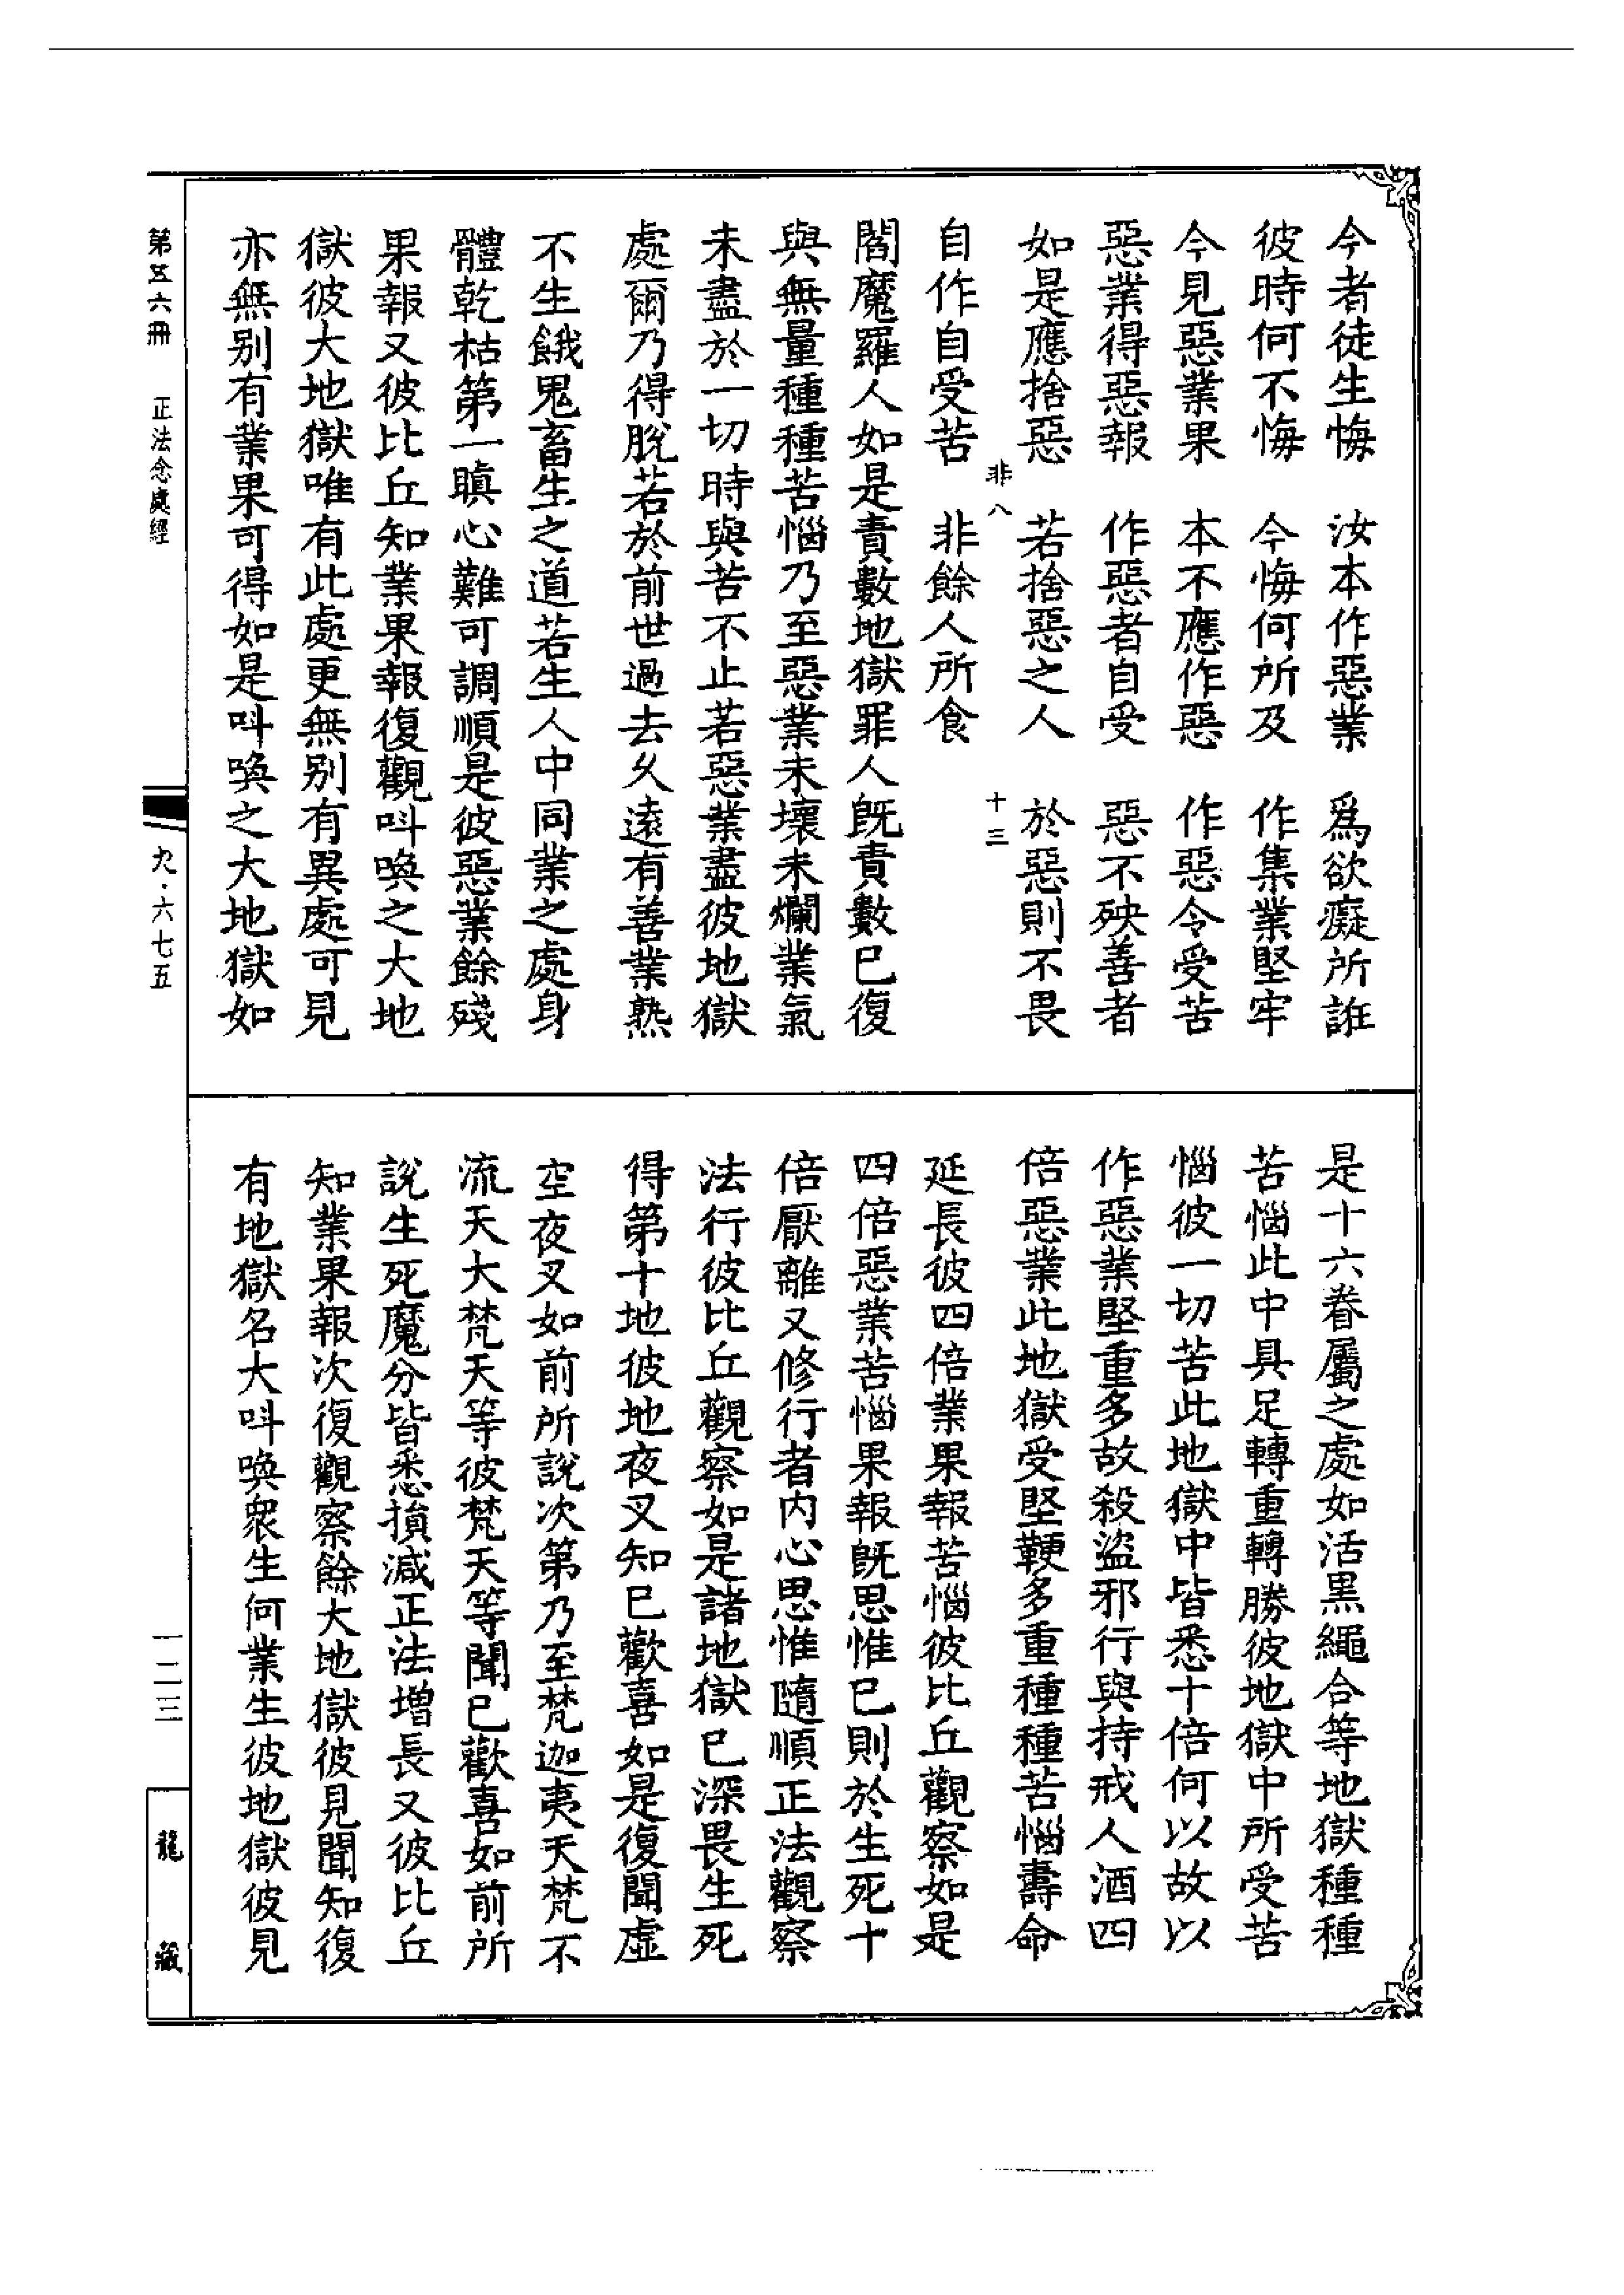 今者徒生悔　汝本作惡業　爲欲癡所誑
彼時何不悔　今悔何所及　作集業堅牢
今見惡業果　本不應作惡　作惡今受苦
惡業得惡報　作惡者自受　惡不殃善者
如是應捨惡　若捨惡之人　於惡則不畏
非八　十三
自作自受苦　非餘人所食
閻魔羅人如是責數地獄罪人既責數已復
與無量種種苦惱乃至惡業未壞未爛業氣
未盡於一切時與苦不止若惡業盡彼地獄
處爾乃得脫若於前世過去久遠有善業熟
不生餓鬼畜生之道若生人中同業之處身
體乾枯第一瞋心難可調順是彼惡業餘殘
果報又彼比丘知業果報復觀叫喚之大地
獄彼大地獄唯有此處更無別有異處可見
亦無別有業果可得如是叫喚之大地獄如
是十六眷屬之處如活黑繩合等地獄種種
苦惱此中具足轉重轉勝彼地獄中所受苦
惱彼一切苦此地獄中皆悉十倍何以故以
作惡業堅重多故殺盜邪行與持戒人酒四
倍惡業此地獄受堅鞕多重種種苦惱壽命
延長彼四倍業果報苦惱彼比丘觀察如是
四倍惡業苦惱果報既思惟已則於生死十
倍厭離又修行者內心思惟隨順正法觀察
法行彼比丘觀察如是諸地獄已深畏生死
得第十地彼地夜叉知已歡喜如是復聞虛
空夜叉如前所說次第乃至梵迦夷天梵不
流天大梵天等彼梵天等聞已歡喜如前所
說生死魔分皆悉損減正法增長又彼比丘
知業果報次復觀察餘大地獄彼見聞知復
有地獄名大叫喚衆生何業生彼地獄彼見
第五六冊　正法念處經　九·六七五　一二三　龍藏